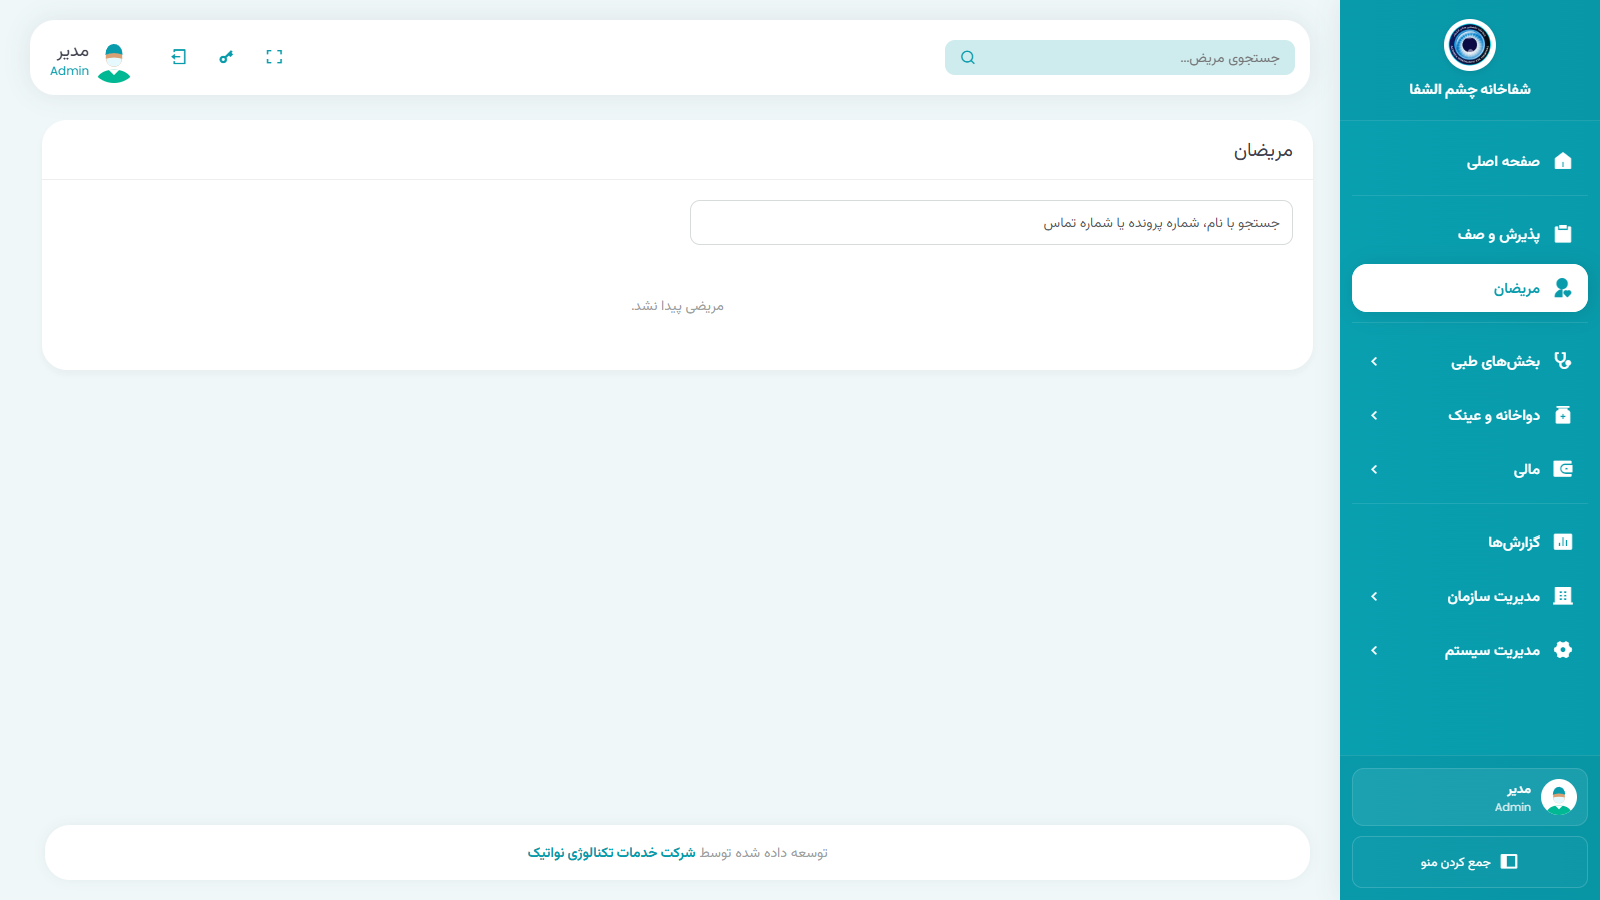 شفاخانه چشم الشفا
صفحه اصلی
پذیرش و صف
مریضان
بخش‌های طبی
دواخانه و عینک
مالی
گزارش‌ها
مدیریت سازمان
مدیریت سیستم
مدیر
Admin
جمع کردن منو
جستجوی مریض...
مدیر
Admin
مریضان
جستجو با نام، شماره پرونده یا شماره تماس
مریضی پیدا نشد.
توسعه داده شده توسط شرکت خدمات تکنالوژی نواتیک